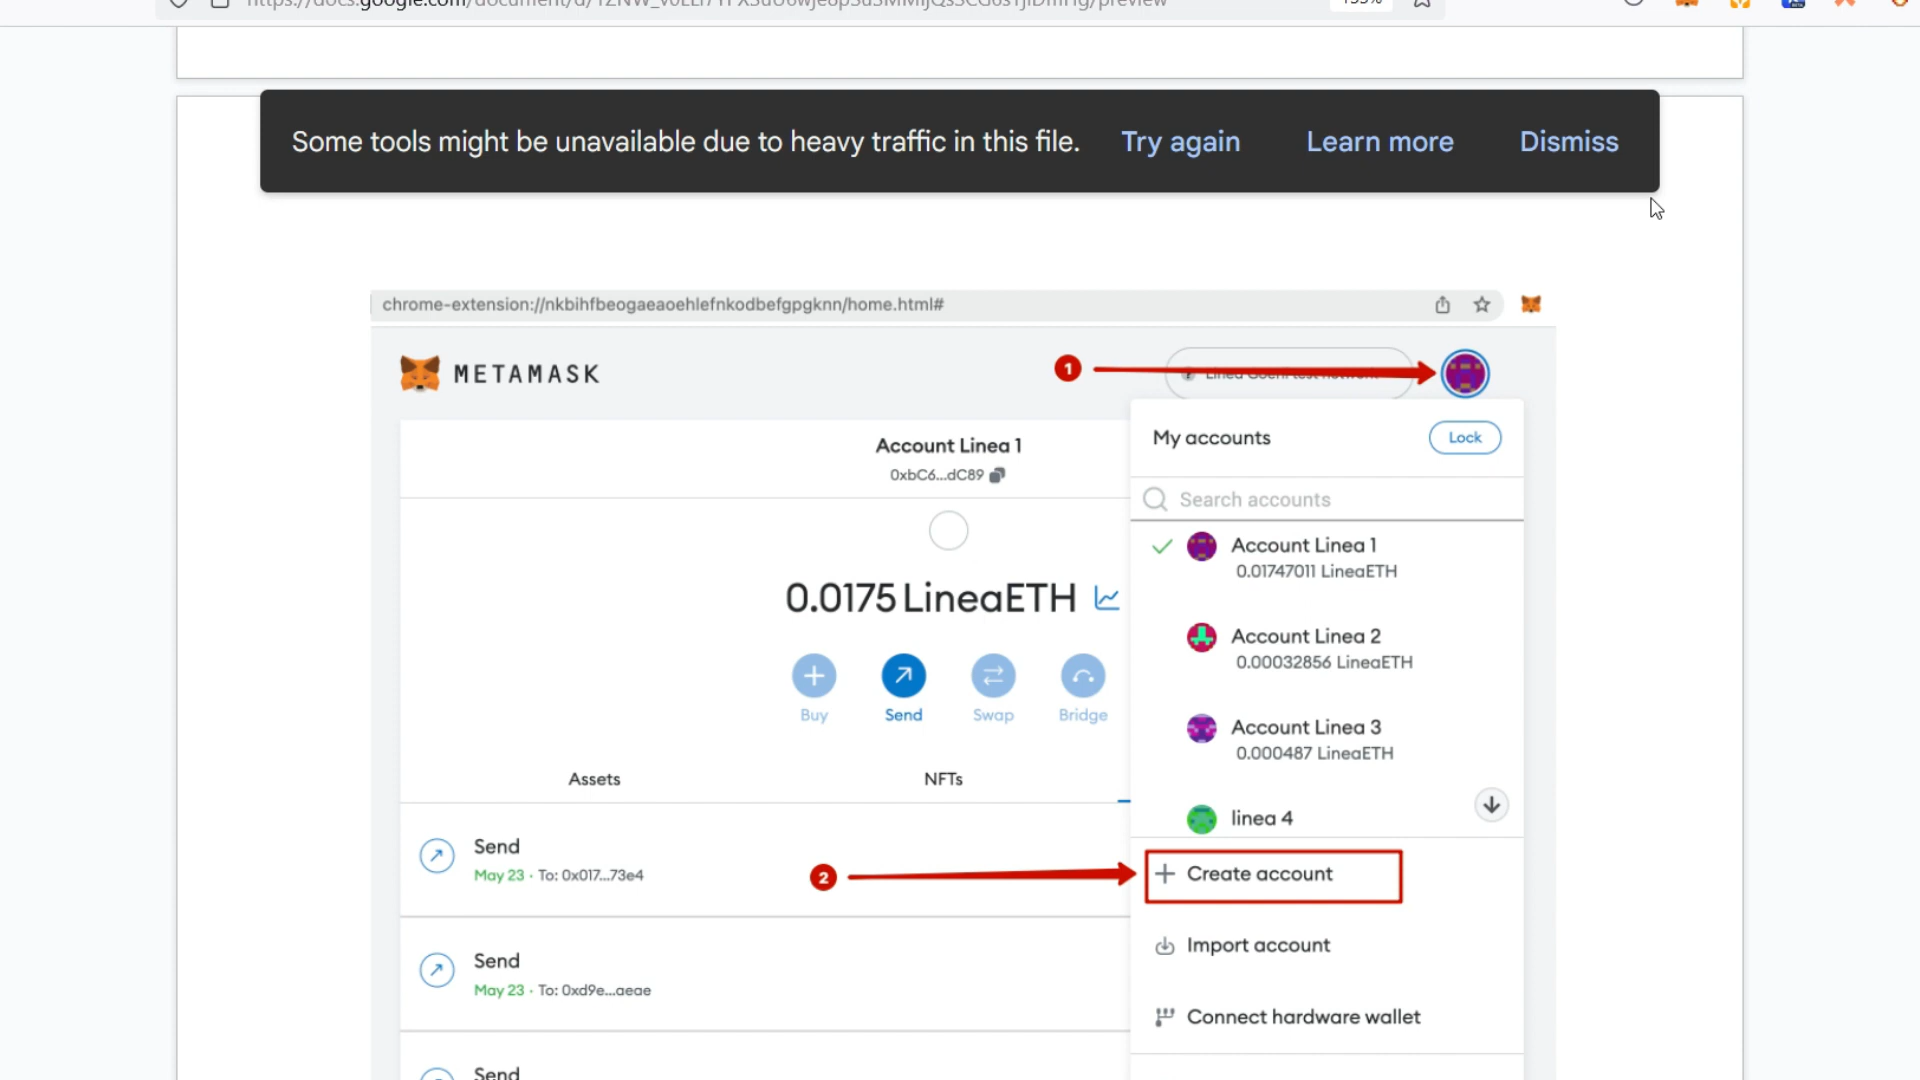 Some tools might be unavailable due to heavy traffic in this file. Try again Learn more Dismiss
chrome-extension://nkbihfbeogaeaoehlefnkodbefgpgknn/home.html#
METAMASK
1
My accounts
Lock
Account Linea 1
0xbC6...dC89
Search accounts
Account Linea 1
0.01747011 LineaETH
0.0175 LineaETH
Account Linea 2
0.00032856 LineaETH
Buy Send Swap Bridge
Account Linea 3
0.000487 LineaETH
Assets NFTs
linea 4
Send
May 23 · To: 0x017...73e4
2
Create account
Import account
Send
May 23 · To: 0xd9e...aeae
Connect hardware wallet
Send